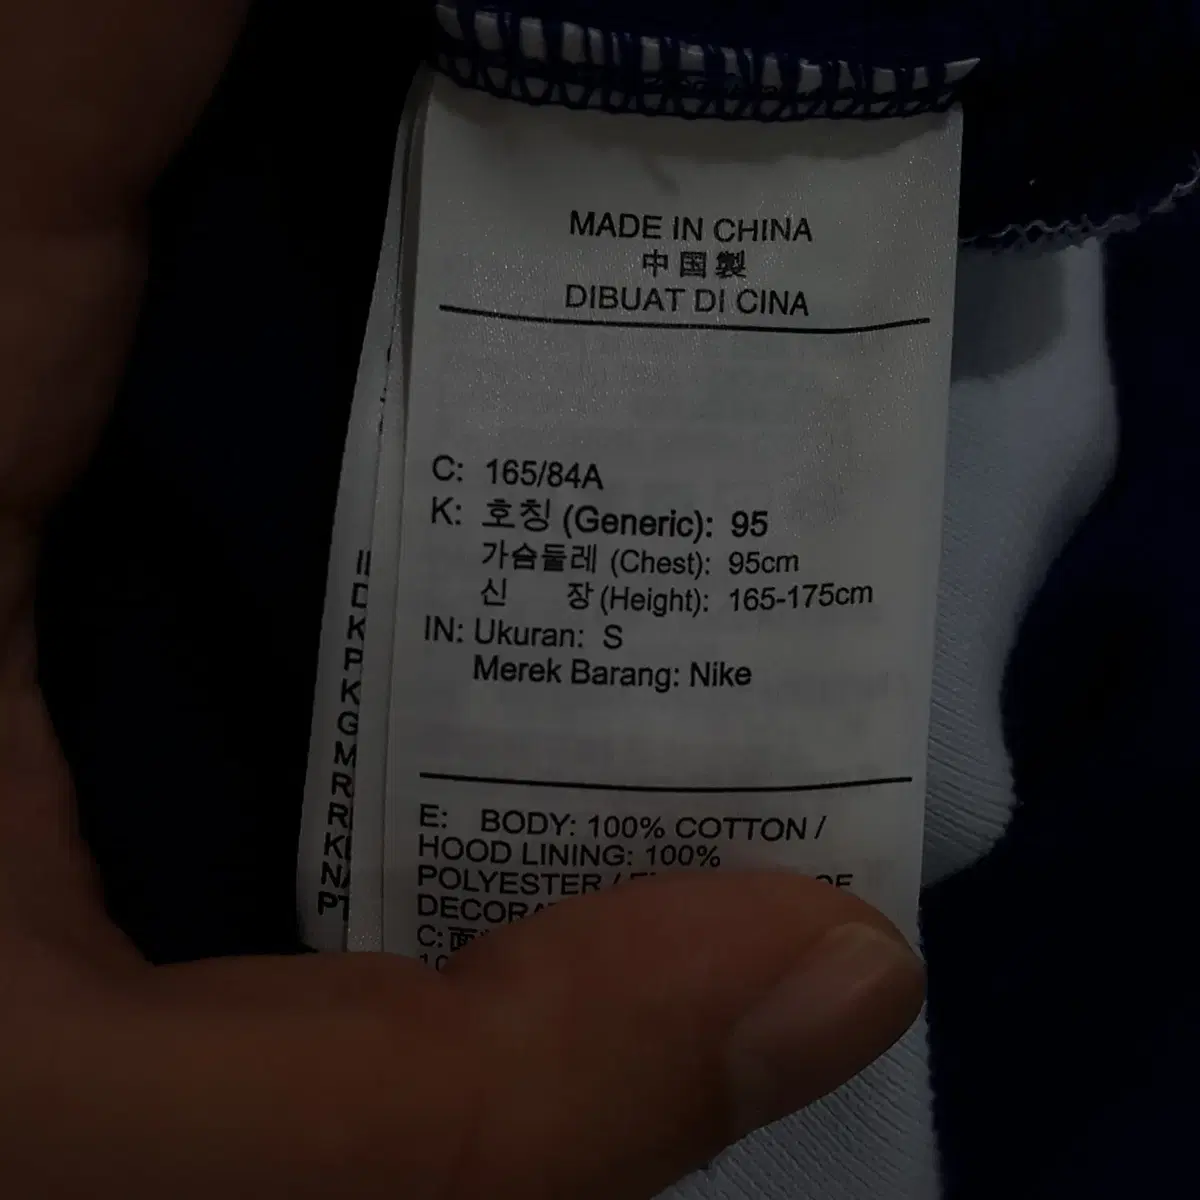 MADE IN CHINA
中国製
DIBUAT DI CINA
C: 165/84A
K: 호칭 (Generic): 95
가슴둘레 (Chest): 95cm
신 장 (Height): 165-175cm
IN: Ukuran: S
Merek Barang: Nike
E: BODY: 100% COTTON /
HOOD LINING: 100%
POLYESTER /
C: